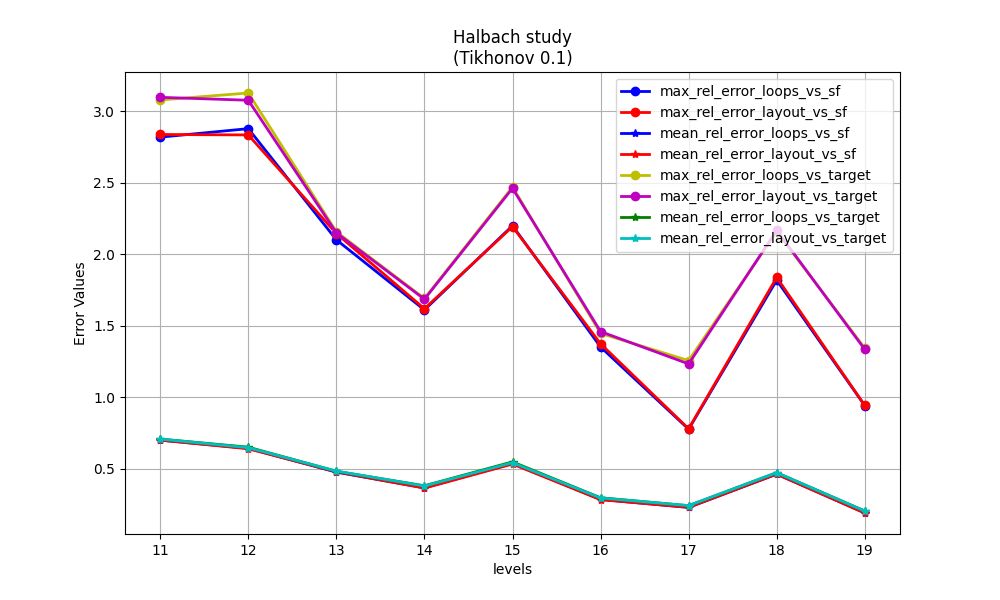 Halbach study
(Tikhonov 0.1)
max_rel_error_loops_vs_sf
max_rel_error_layout_vs_sf
mean_rel_error_loops_vs_sf
mean_rel_error_layout_vs_sf
max_rel_error_loops_vs_target
max_rel_error_layout_vs_target
mean_rel_error_loops_vs_target
mean_rel_error_layout_vs_target
Error Values
3.0
2.5
2.0
1.5
1.0
0.5
11 12 13 14 15 16 17 18 19
levels